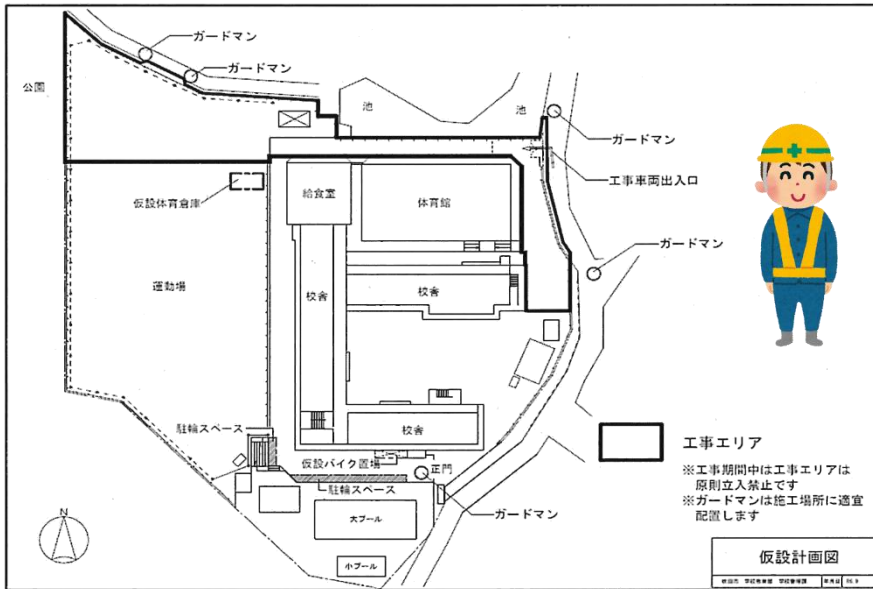 ガードマン
ガードマン
公園
池
池
ガードマン
工事車両出入口
仮設体育倉庫
給食室
体育館
ガードマン
運動場
校舎
校舎
駐輪スペース
校舎
仮設バイク置場
正門
駐輪スペース
ガードマン
大プール
小プール
N
工事エリア
※工事期間中は工事エリアは
原則立入禁止です
※ガードマンは施工場所に適宜
配置します
仮設計画図
年月日